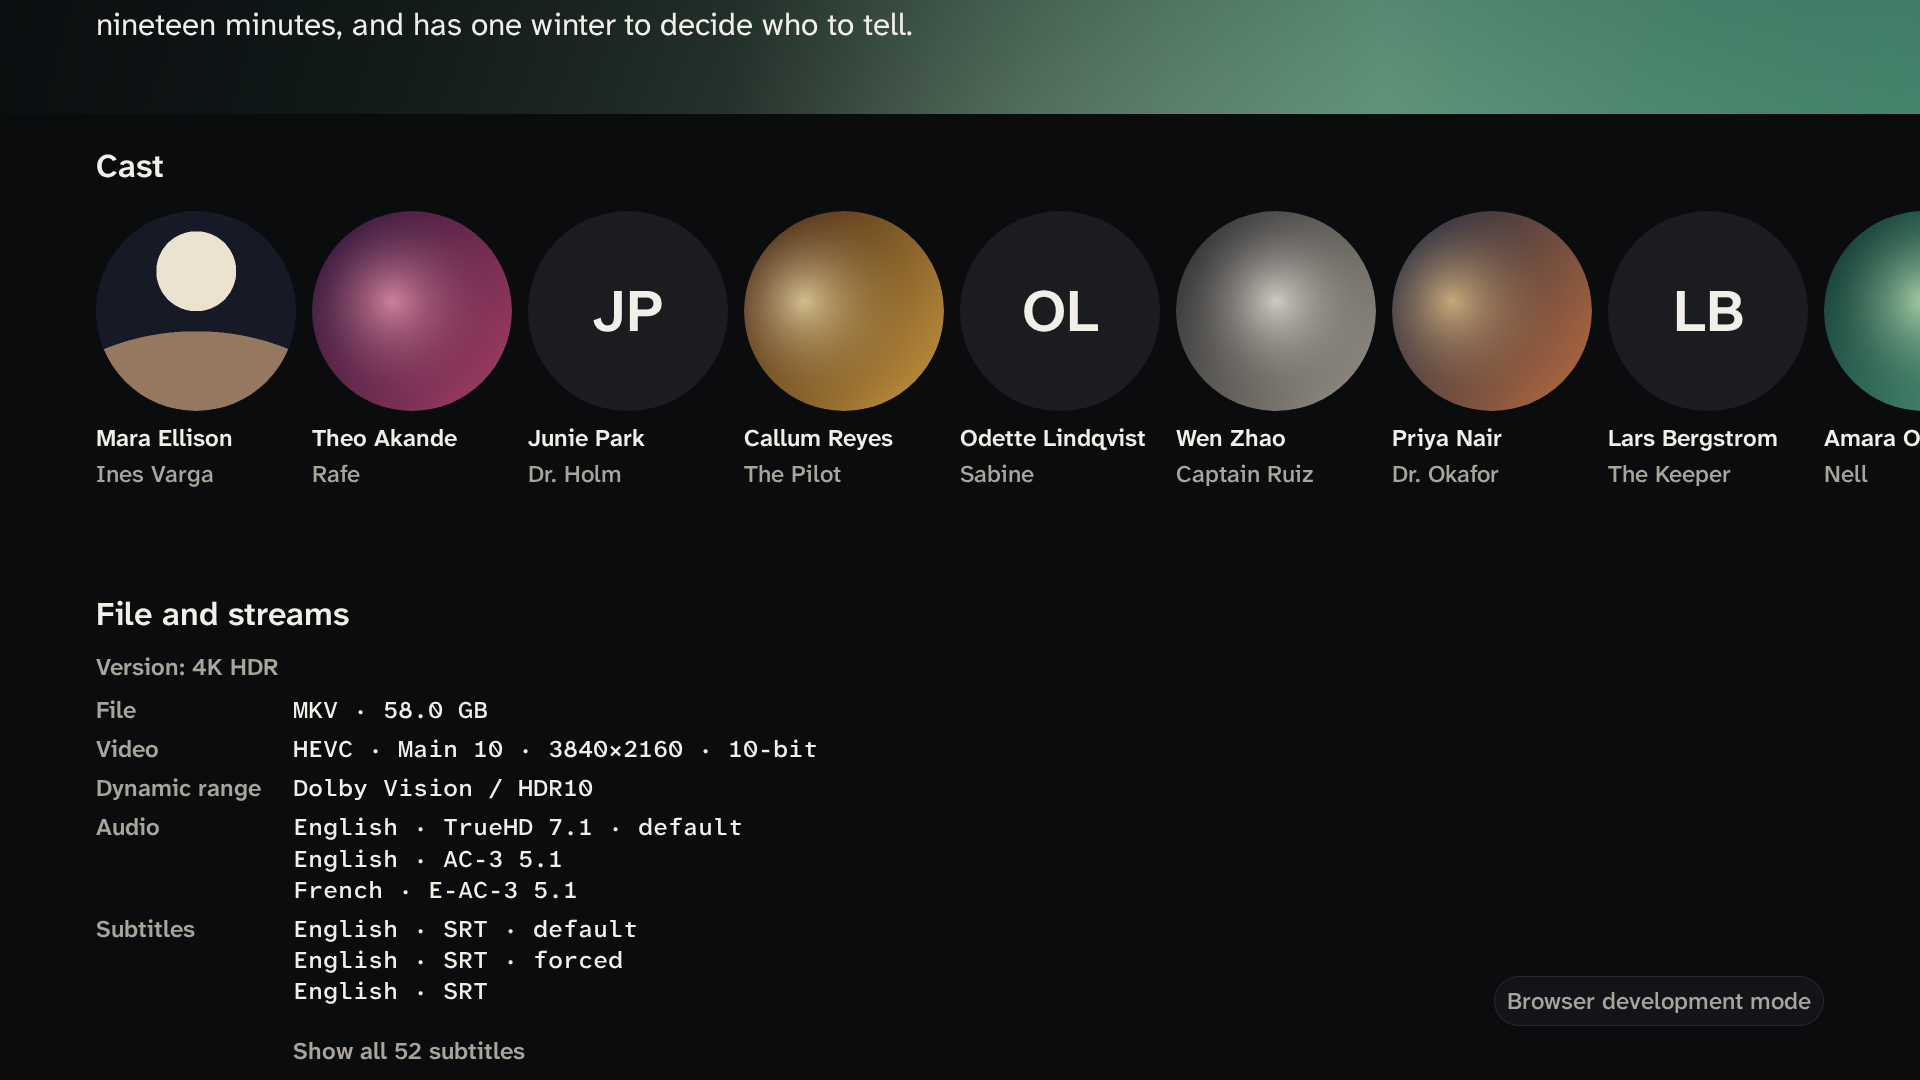 nineteen minutes, and has one winter to decide who to tell.
Cast
JP
OL
LB
Mara Ellison
Ines Varga
Theo Akande
Rafe
Junie Park
Dr. Holm
Callum Reyes
The Pilot
Odette Lindqvist
Sabine
Wen Zhao
Captain Ruiz
Priya Nair
Dr. Okafor
Lars Bergstrom
The Keeper
Amara O
Nell
File and streams
Version: 4K HDR
File MKV · 58.0 GB
Video HEVC · Main 10 · 3840×2160 · 10-bit
Dynamic range Dolby Vision / HDR10
Audio English · TrueHD 7.1 · default
English · AC-3 5.1
French · E-AC-3 5.1
Subtitles English · SRT · default
English · SRT · forced
English · SRT
Browser development mode
Show all 52 subtitles